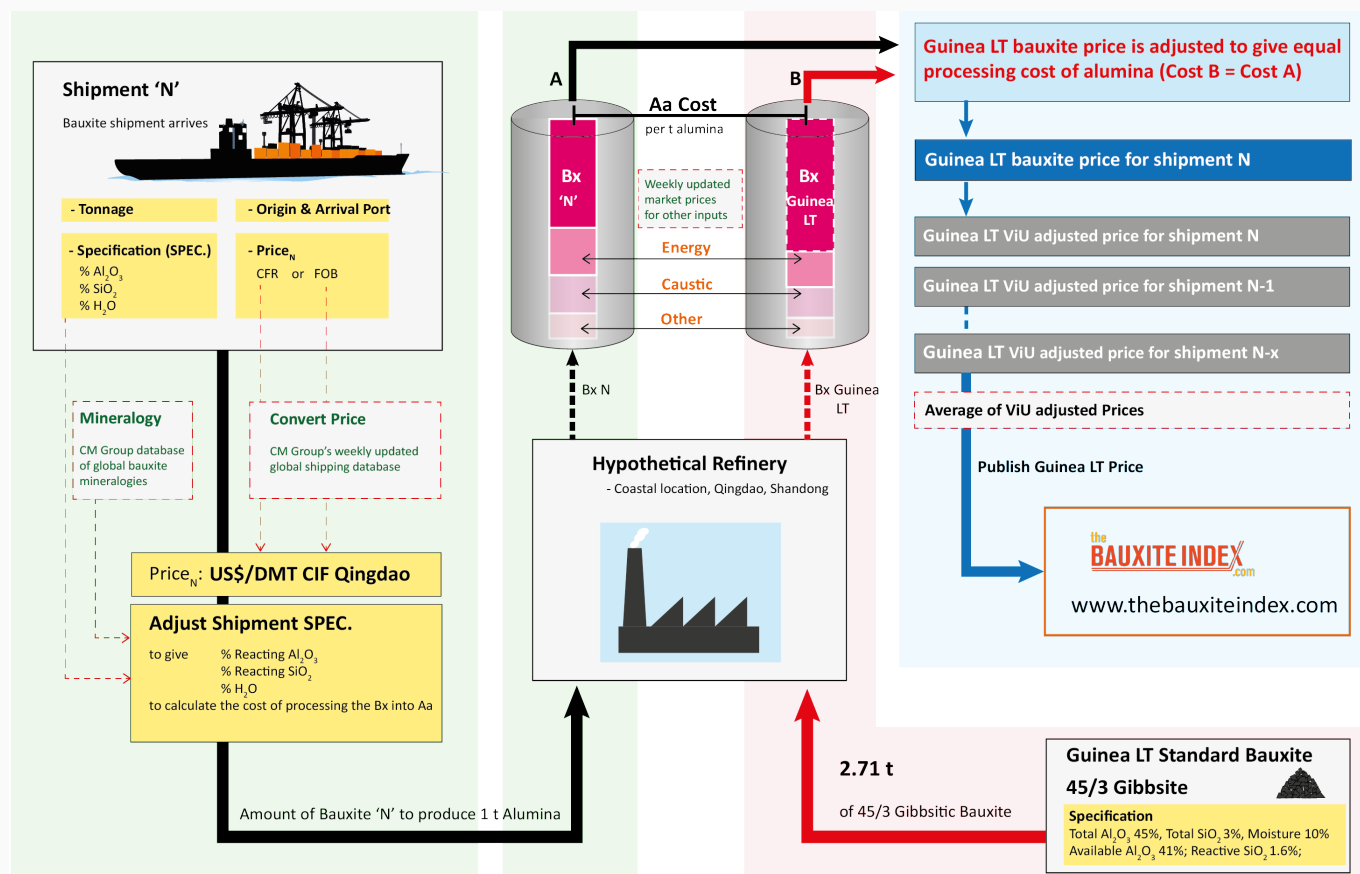 Shipment ‘N’
Bauxite shipment arrives
- Tonnage
- Origin & Arrival Port
- Specification (SPEC.)
% Al2O3
% SiO2
% H2O
- PriceN
CFR or FOB
Mineralogy
CM Group database
of global bauxite
mineralogies
Convert Price
CM Group’s weekly updated
global shipping database
PriceN: US$/DMT CIF Qingdao
Adjust Shipment SPEC.
to give % Reacting Al2O3
% Reacting SiO2
% H2O
to calculate the cost of processing the Bx into Aa
Amount of Bauxite ‘N’ to produce 1 t Alumina
A
B
Aa Cost
per t alumina
Bx
‘N’
Weekly updated
market prices
for other inputs
Bx
Guinea
LT
Energy
Caustic
Other
Bx N
Bx Guinea
LT
Hypothetical Refinery
- Coastal location, Qingdao, Shandong
2.71 t
of 45/3 Gibbsitic Bauxite
Guinea LT Standard Bauxite
45/3 Gibbsite
Specification
Total Al2O3 45%, Total SiO2 3%, Moisture 10%
Available Al2O3 41%; Reactive SiO2 1.6%;
Guinea LT bauxite price is adjusted to give equal
processing cost of alumina (Cost B = Cost A)
Guinea LT bauxite price for shipment N
Guinea LT ViU adjusted price for shipment N
Guinea LT ViU adjusted price for shipment N-1
Guinea LT ViU adjusted price for shipment N-x
Average of ViU adjusted Prices
Publish Guinea LT Price
the
BAUXITE INDEX
.com
www.thebauxiteindex.com